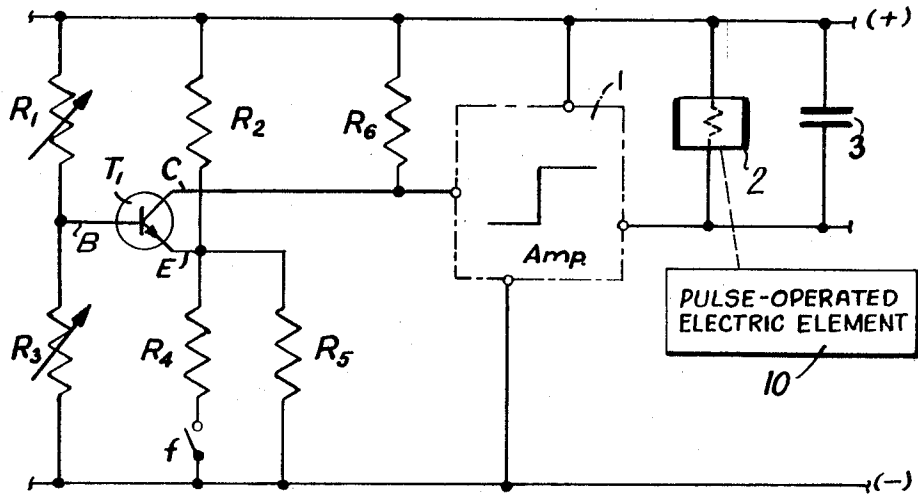 (+)
R1
R2
R6
1
2
3
T1
C
B
E
Amp.
R3
R4
R5
PULSE-OPERATED
ELECTRIC ELEMENT
10
f
(-)